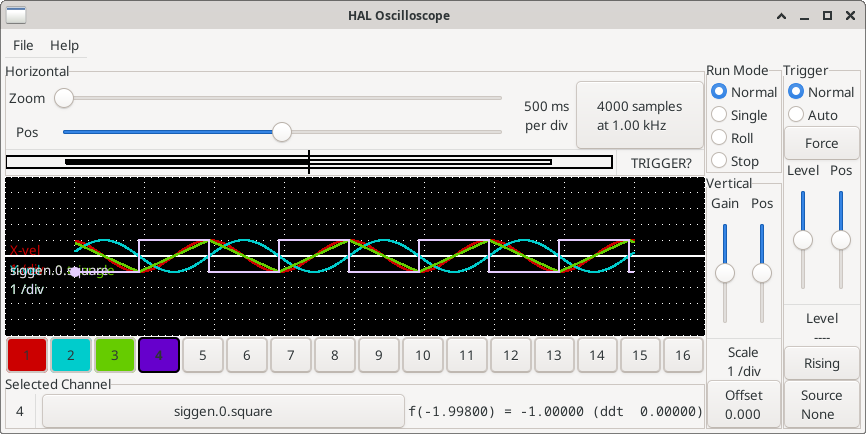 HAL Oscilloscope
File Help
Horizontal
Zoom
Pos
500 ms
per div
4000 samples
at 1.00 kHz
TRIGGER?
Run Mode
Normal
Single
Roll
Stop
Trigger
Normal
Auto
Force
Level Pos
Vertical
Gain Pos
X-vel
siggen.0.square
1 /div
1 2 3 4 5 6 7 8 9 10 11 12 13 14 15 16
Scale
1 /div
Offset
0.000
Level
----
Rising
Source
None
Selected Channel
4 siggen.0.square f(-1.99800) = -1.00000 (ddt 0.00000)